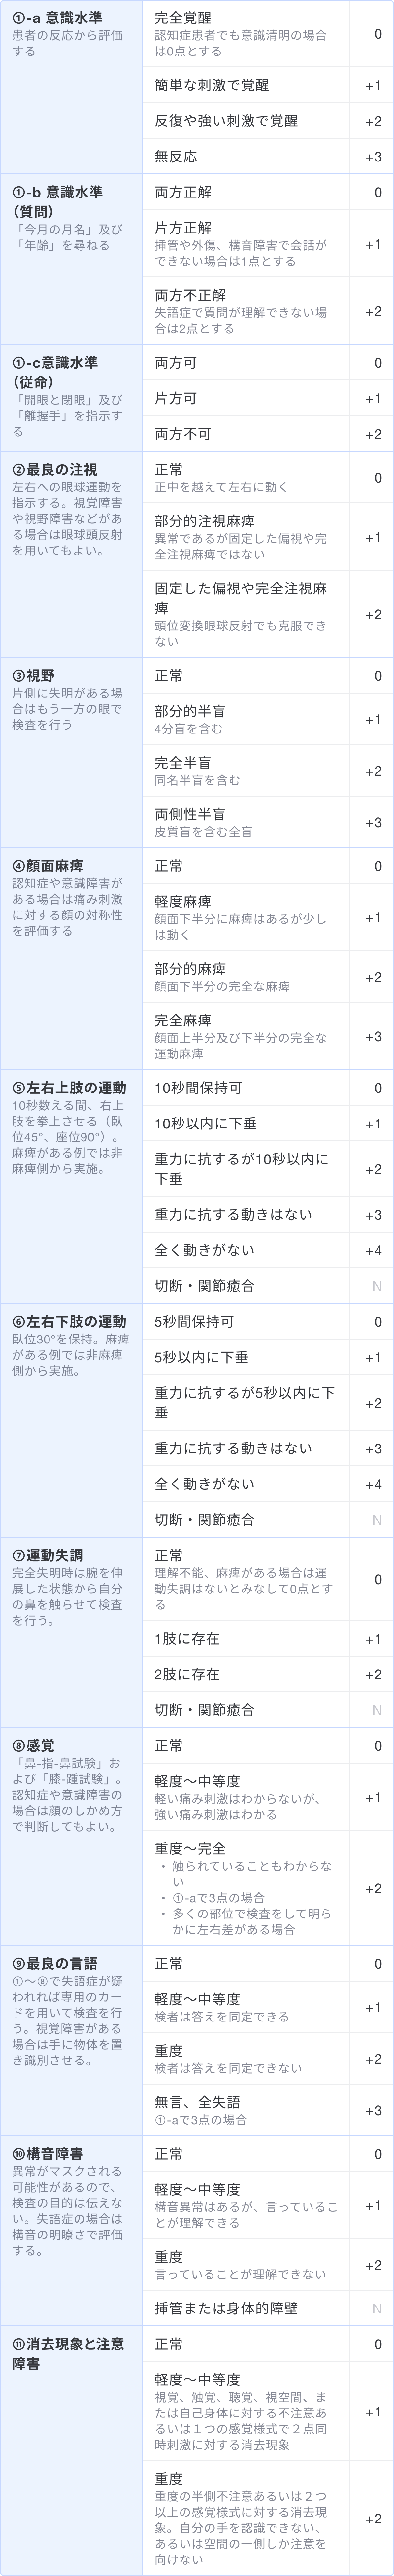 ①-a 意識水準
患者の反応から評価
する
完全覚醒
認知症患者でも意識清明の場合
は0点とする
0
簡単な刺激で覚醒
+1
反復や強い刺激で覚醒
+2
無反応
+3
①-b 意識水準
（質問）
「今月の月名」及び
「年齢」を尋ねる
両方正解
0
片方正解
挿管や外傷、構音障害で会話が
できない場合は1点とする
+1
両方不正解
失語症で質問が理解できない場
合は2点とする
+2
①-c意識水準
（従命）
「開眼と閉眼」及び
「離握手」を指示す
る
両方可
0
片方可
+1
両方不可
+2
②最良の注視
左右への眼球運動を
指示する。視覚障害
や視野障害などがあ
る場合は眼球頭反射
を用いてもよい。
正常
正中を越えて左右に動く
0
部分的注視麻痺
異常であるが固定した偏視や完
全注視麻痺ではない
+1
固定した偏視や完全注視麻
痺
頭位変換眼球反射でも克服でき
ない
+2
③視野
片側に失明がある場
合はもう一方の眼で
検査を行う
正常
0
部分的半盲
4分盲を含む
+1
完全半盲
同名半盲を含む
+2
両側性半盲
皮質盲を含む全盲
+3
④顔面麻痺
認知症や意識障害が
ある場合は痛み刺激
に対する顔の対称性
を評価する
正常
0
軽度麻痺
顔面下半分に麻痺はあるが少し
は動く
+1
部分的麻痺
顔面下半分の完全な麻痺
+2
完全麻痺
顔面上半分及び下半分の完全な
運動麻痺
+3
⑤左右上肢の運動
10秒数える間、右上
肢を挙上させる（臥
位45°、座位90°）。
麻痺がある例では非
麻痺側から実施。
10秒間保持可
0
10秒以内に下垂
+1
重力に抗するが10秒以内に
下垂
+2
重力に抗する動きはない
+3
全く動きがない
+4
切断・関節癒合
N
⑥左右下肢の運動
臥位30°を保持。麻痺
がある例では非麻痺
側から実施。
5秒間保持可
0
5秒以内に下垂
+1
重力に抗するが5秒以内に下
垂
+2
重力に抗する動きはない
+3
全く動きがない
+4
切断・関節癒合
N
⑦運動失調
完全失明時は腕を伸
展した状態から自分
の鼻を触らせて検査
を行う。
正常
理解不能、麻痺がある場合は運
動失調はないとみなして0点とす
る
0
1肢に存在
+1
2肢に存在
+2
切断・関節癒合
N
⑧感覚
「鼻-指-鼻試験」お
よび「膝-踵試験」。
認知症や意識障害の
場合は顔のしかめ方
で判断してもよい。
正常
0
軽度〜中等度
軽い痛み刺激はわからないが、
強い痛み刺激はわかる
+1
重度〜完全
・ 触られていることもわからな
い
・ ①-aで3点の場合
・ 多くの部位で検査をして明ら
かに左右差がある場合
+2
⑨最良の言語
①〜⑧で失語症が疑
われれば専用のカー
ドを用いて検査を行
う。視覚障害がある
場合は手に物体を置
き識別させる。
正常
0
軽度〜中等度
検者は答えを同定できる
+1
重度
検者は答えを同定できない
+2
無言、全失語
①-aで3点の場合
+3
⑩構音障害
異常がマスクされる
可能性があるので、
検査の目的は伝えな
い。失語症の場合は
構音の明瞭さで評価
する。
正常
0
軽度〜中等度
構音異常はあるが、言っているこ
とが理解できる
+1
重度
言っていることが理解できない
+2
挿管または身体的障壁
N
⑪消去現象と注意
障害
正常
0
軽度〜中等度
視覚、触覚、聴覚、視空間、ま
たは自己身体に対する不注意あ
るいは１つの感覚様式で２点同
時刺激に対する消去現象
+1
重度
重度の半側不注意あるいは２つ
以上の感覚様式に対する消去現
象。自分の手を認識できない、
あるいは空間の一側しか注意を
向けない
+2